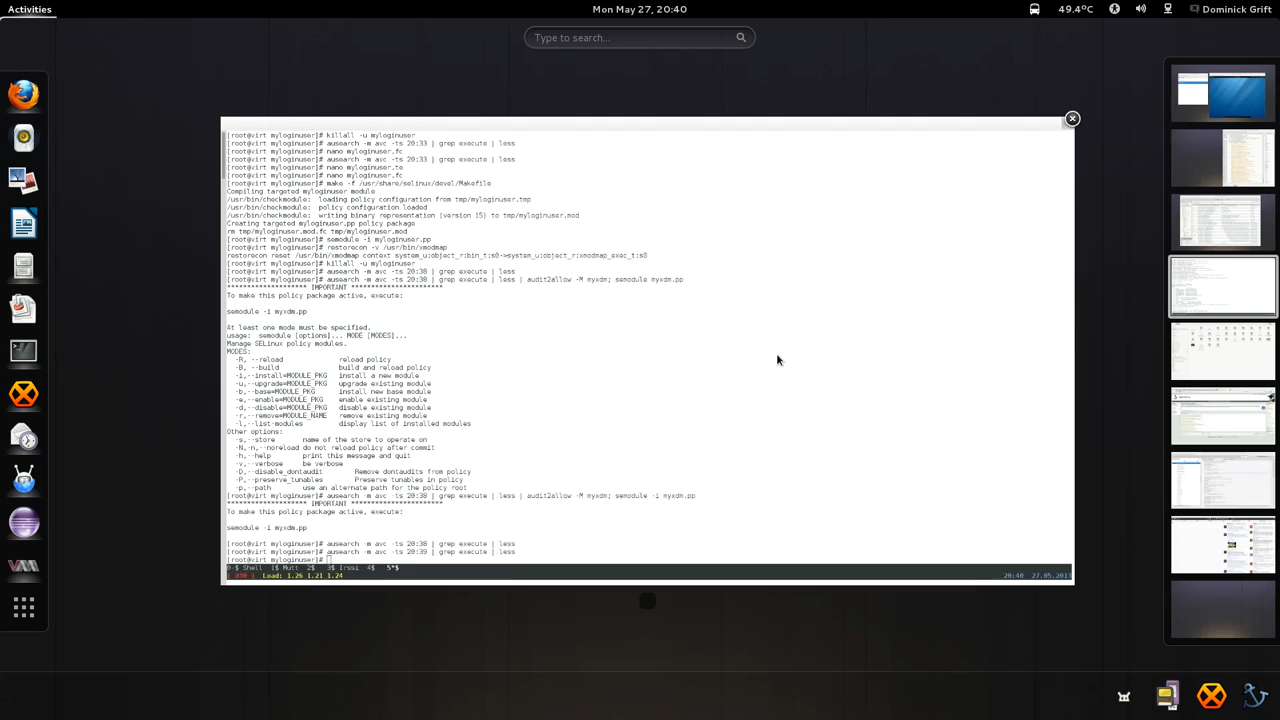 Activities
Mon May 27, 20:40
49.4ºC
Dominick Grift
Type to search...
[root@virt myloginuser]# killall -u myloginuser
[root@virt myloginuser]# ausearch -m avc -ts 20:33 | grep execute | less
[root@virt myloginuser]# nano myloginuser.fc
[root@virt myloginuser]# ausearch -m avc -ts 20:33 | grep execute | less
[root@virt myloginuser]# nano myloginuser.te
[root@virt myloginuser]# nano myloginuser.fc
[root@virt myloginuser]# make -f /usr/share/selinux/devel/Makefile
Compiling targeted myloginuser module
/usr/bin/checkmodule:  loading policy configuration from tmp/myloginuser.tmp
/usr/bin/checkmodule:  policy configuration loaded
/usr/bin/checkmodule:  writing binary representation (version 15) to tmp/myloginuser.mod
Creating targeted myloginuser.pp policy package
rm tmp/myloginuser.mod.fc tmp/myloginuser.mod
[root@virt myloginuser]# semodule -i myloginuser.pp
[root@virt myloginuser]# restorecon -v /usr/bin/xmodmap
restorecon reset /usr/bin/xmodmap context system_u:object_r:bin_t:s0->system_u:object_r:xmodmap_exec_t:s0
[root@virt myloginuser]# killall -u myloginuser
[root@virt myloginuser]# ausearch -m avc -ts 20:38 | grep execute | less
[root@virt myloginuser]# ausearch -m avc -ts 20:38 | grep execute | less | audit2allow -M myxdm; semodule myxdm.pp
******************** IMPORTANT ***********************
To make this policy package active, execute:
semodule -i myxdm.pp
At least one mode must be specified.
usage:  semodule [options]... MODE [MODES]...
Manage SELinux policy modules.
MODES:
-R, --reload reload policy
-B, --build build and reload policy
-i,--install=MODULE_PKG install a new module
-u,--upgrade=MODULE_PKG upgrade existing module
-b,--base=MODULE_PKG install new base module
-e,--enable=MODULE_PKG enable existing module
-d,--disable=MODULE_PKG disable existing module
-r,--remove=MODULE_NAME remove existing module
-l,--list-modules display list of installed modules
Other options:
-s,--store name of the store to operate on
-N,-n,--noreload do not reload policy after commit
-h,--help print this message and quit
-v,--verbose be verbose
-D,--disable_dontaudit Remove dontaudits from policy
-P,--preserve_tunables Preserve tunables in policy
-p,--path use an alternate path for the policy root
[root@virt myloginuser]# ausearch -m avc -ts 20:38 | grep execute | less | audit2allow -M myxdm; semodule -i myxdm.pp
******************** IMPORTANT ***********************
To make this policy package active, execute:
semodule -i myxdm.pp
[root@virt myloginuser]# ausearch -m avc -ts 20:38 | grep execute | less
[root@virt myloginuser]# ausearch -m avc -ts 20:39 | grep execute | less
[root@virt myloginuser]#
0-$ Shell  1$ Mutt  2$  3$ Irssi  4$  5*$
Load: 1.26 1.21 1.24 20:40 27.05.2013